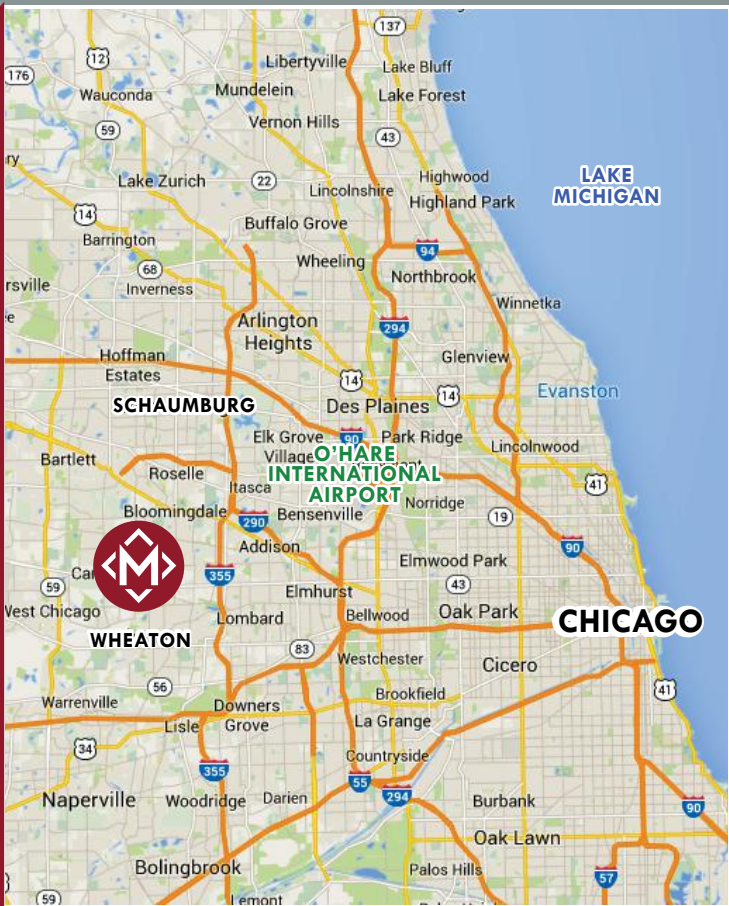 137
12
Libertyville
Lake Bluff
176
Wauconda
Mundelein
Lake Forest
Vernon Hills
59
43
ry
Lake Zurich
22
Lincolnshire
Highwood
LAKE
MICHIGAN
Highland Park
14
Buffalo Grove
Barrington
94
Wheeling
68
Northbrook
rsville
Inverness
e
Winnetka
Arlington
Heights
294
Hoffman
Estates
Glenview
14
14
Evanston
SCHAUMBURG
Des Plaines
Elk Grove
Village
90
Park Ridge
Lincolnwood
Bartlett
O'HARE
INTERNATIONAL
AIRPORT
Roselle
Itasca
41
Norridge
Bloomingdale
290
Bensenville
19
Addison
90
M
Elmwood Park
Ca
355
59
Elmhurst
43
West Chicago
Lombard
Bellwood
Oak Park
CHICAGO
WHEATON
83
Westchester
Cicero
56
Brookfield
41
Warrenville
Downers
Grove
Lisle
La Grange
34
Countryside
355
55
294
Naperville
Woodridge
Darien
Burbank
90
Oak Lawn
Bolingbrook
Palos Hills
57
59
Lemont